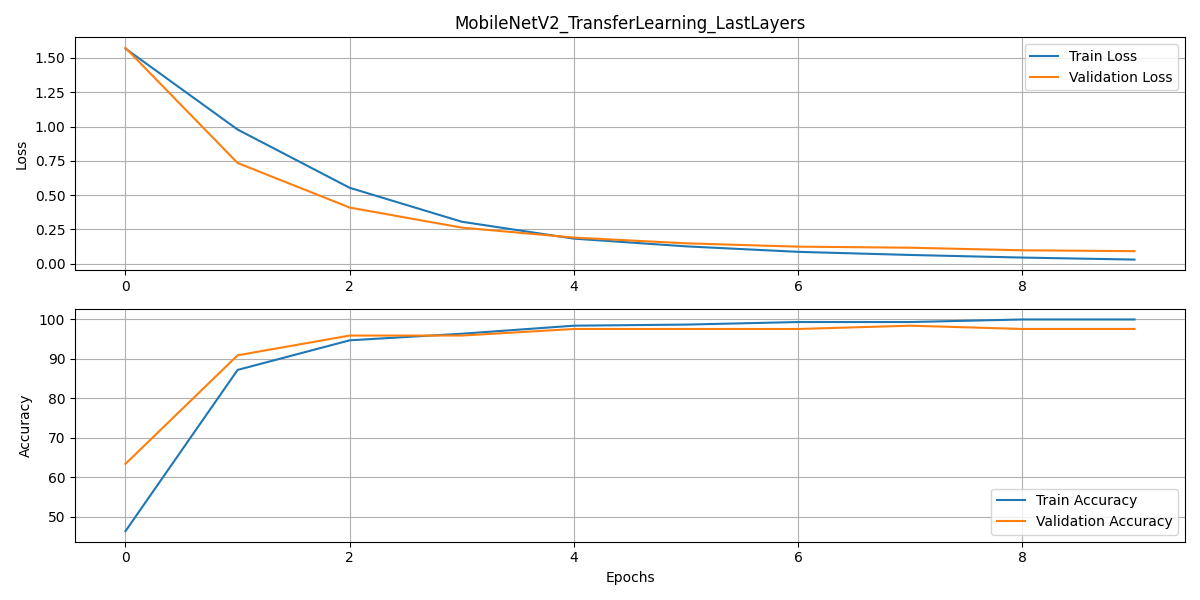 MobileNetV2_TransferLearning_LastLayers
1.50
1.25
1.00
0.75
0.50
0.25
0.00
Loss
Train Loss
Validation Loss
0 2 4 6 8
100
90
80
70
60
50
Accuracy
Train Accuracy
Validation Accuracy
0 2 4 6 8
Epochs